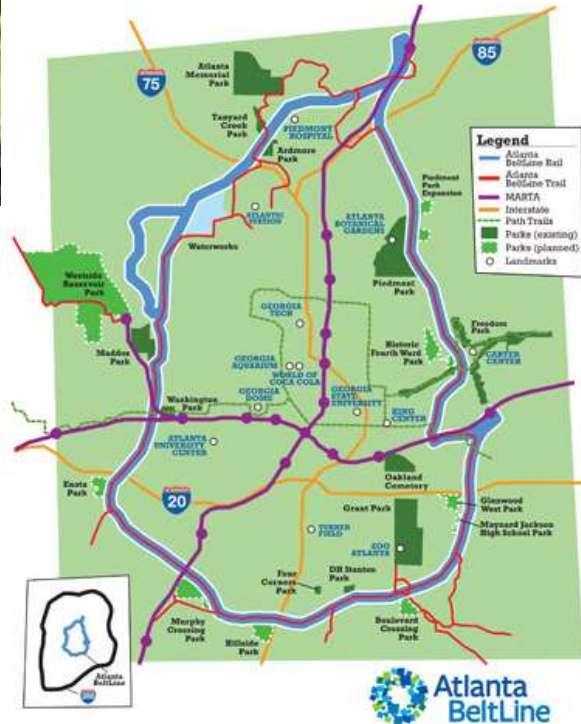 INTERSTATE
75
INTERSTATE
85
Atlanta
Memorial
Park
Tanyard
Creek Park
PIEDMONT
HOSPITAL
Ardmore
Park
ATLANTIC
STATION
Waterworks
Legend
Atlanta
BeltLine Rail
Atlanta
BeltLine Trail
MARTA
Interstate
Path Trails
Parks (existing)
Parks (planned)
Landmarks
Piedmont
Park
Expansion
ATLANTA
BOTANICAL
GARDENS
Piedmont
Park
Westside
Reservoir
Park
Maddox
Park
GEORGIA
TECH
GEORGIA
AQUARIUM
WORLD OF
COCA COLA
Historic
Fourth Ward
Park
Freedom
Park
CARTER
CENTER
Washington
Park
GEORGIA
DOME
GEORGIA
STATE
UNIVERSITY
KING
CENTER
ATLANTA
UNIVERSITY
CENTER
Oakland
Cemetery
Enota
Park
INTERSTATE
20
Grant Park
Glenwood
West Park
Maynard Jackson
High School Park
TURNER
FIELD
ZOO
ATLANTA
Four
Corners
Park
DH Stanton
Park
Murphy
Crossing
Park
Hillside
Park
Boulevard
Crossing
Park
Atlanta
BeltLine
285
Atlanta
BeltLine